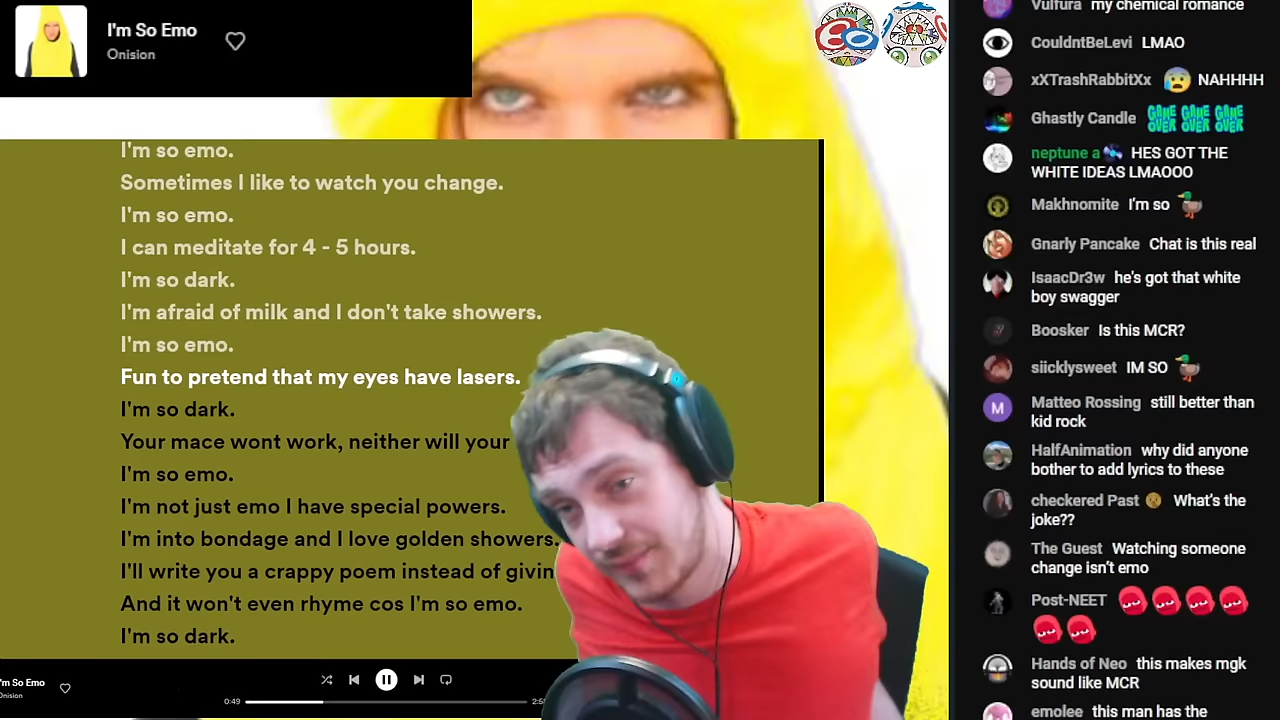 I'm So Emo
Onision
I'm so emo.
Sometimes I like to watch you change.
I'm so emo.
I can meditate for 4 - 5 hours.
I'm so dark.
I'm afraid of milk and I don't take showers.
I'm so emo.
Fun to pretend that my eyes have lasers.
I'm so dark.
Your mace wont work, neither will your
I'm so emo.
I'm not just emo I have special powers.
I'm into bondage and I love golden showers.
I'll write you a crappy poem instead of givin
And it won't even rhyme cos I'm so emo.
I'm so dark.
'm So Emo
Onision
0:49
Vulfura my chemical romance
CouldntBeLevi LMAO
xXTrashRabbitXx NAHHHH
Ghastly Candle GAME OVER GAME OVER GAME OVER
neptune a HES GOT THE
WHITE IDEAS LMAOOO
Makhnomite I'm so
Gnarly Pancake Chat is this real
IsaacDr3w he's got that white
boy swagger
Boosker Is this MCR?
siicklysweet IM SO
M Matteo Rossing still better than
kid rock
HalfAnimation why did anyone
bother to add lyrics to these
checkered Past What's the
joke??
The Guest Watching someone
change isn't emo
Post-NEET
Hands of Neo this makes mgk
sound like MCR
emolee this man has the